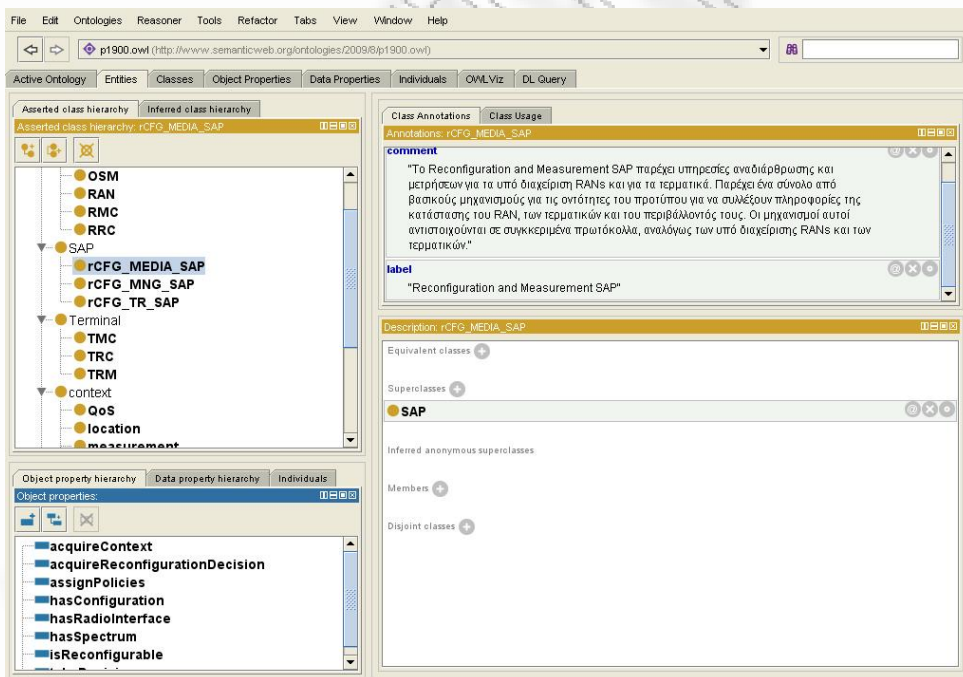 File Edit Ontologies Reasoner Tools Refactor Tabs View Window Help
p1900.owl (http://www.semanticweb.org/ontologies/2009/8/p1900.owl)
Active Ontology Entities Classes Object Properties Data Properties Individuals OWLViz DL Query
Asserted class hierarchy Inferred class hierarchy
Asserted class hierarchy: rCFG_MEDIA_SAP
OSM
RAN
RMC
RRC
SAP
rCFG_MEDIA_SAP
rCFG_MNG_SAP
rCFG_TR_SAP
Terminal
TMC
TRC
TRM
context
QoS
location
measurement
Object property hierarchy Data property hierarchy Individuals
Object properties:
acquireContext
acquireReconfigurationDecision
assignPolicies
hasConfiguration
hasRadioInterface
hasSpectrum
isReconfigurable
Class Annotations Class Usage
Annotations: rCFG_MEDIA_SAP
comment
"Το Reconfiguration and Measurement SAP παρέχει υπηρεσίες αναδιάρθρωσης και
μετρήσεων για τα υπό διαχείριση RANs και για τα τερματικά. Παρέχει ένα σύνολο από
βασικούς μηχανισμούς για τις οντότητες του προτύπου για να συλλέξουν πληροφορίες της
κατάστασης του RAN, των τερματικών και του περιβάλλοντός τους. Οι μηχανισμοί αυτοί
αντιστοιχούνται σε συγκκεριμένα πρωτόκολλα, αναλόγως των υπό διαχείρισης RANs και των
τερματικών."
label
"Reconfiguration and Measurement SAP"
Description: rCFG_MEDIA_SAP
Equivalent classes
Superclasses
SAP
Inferred anonymous superclasses
Members
Disjoint classes